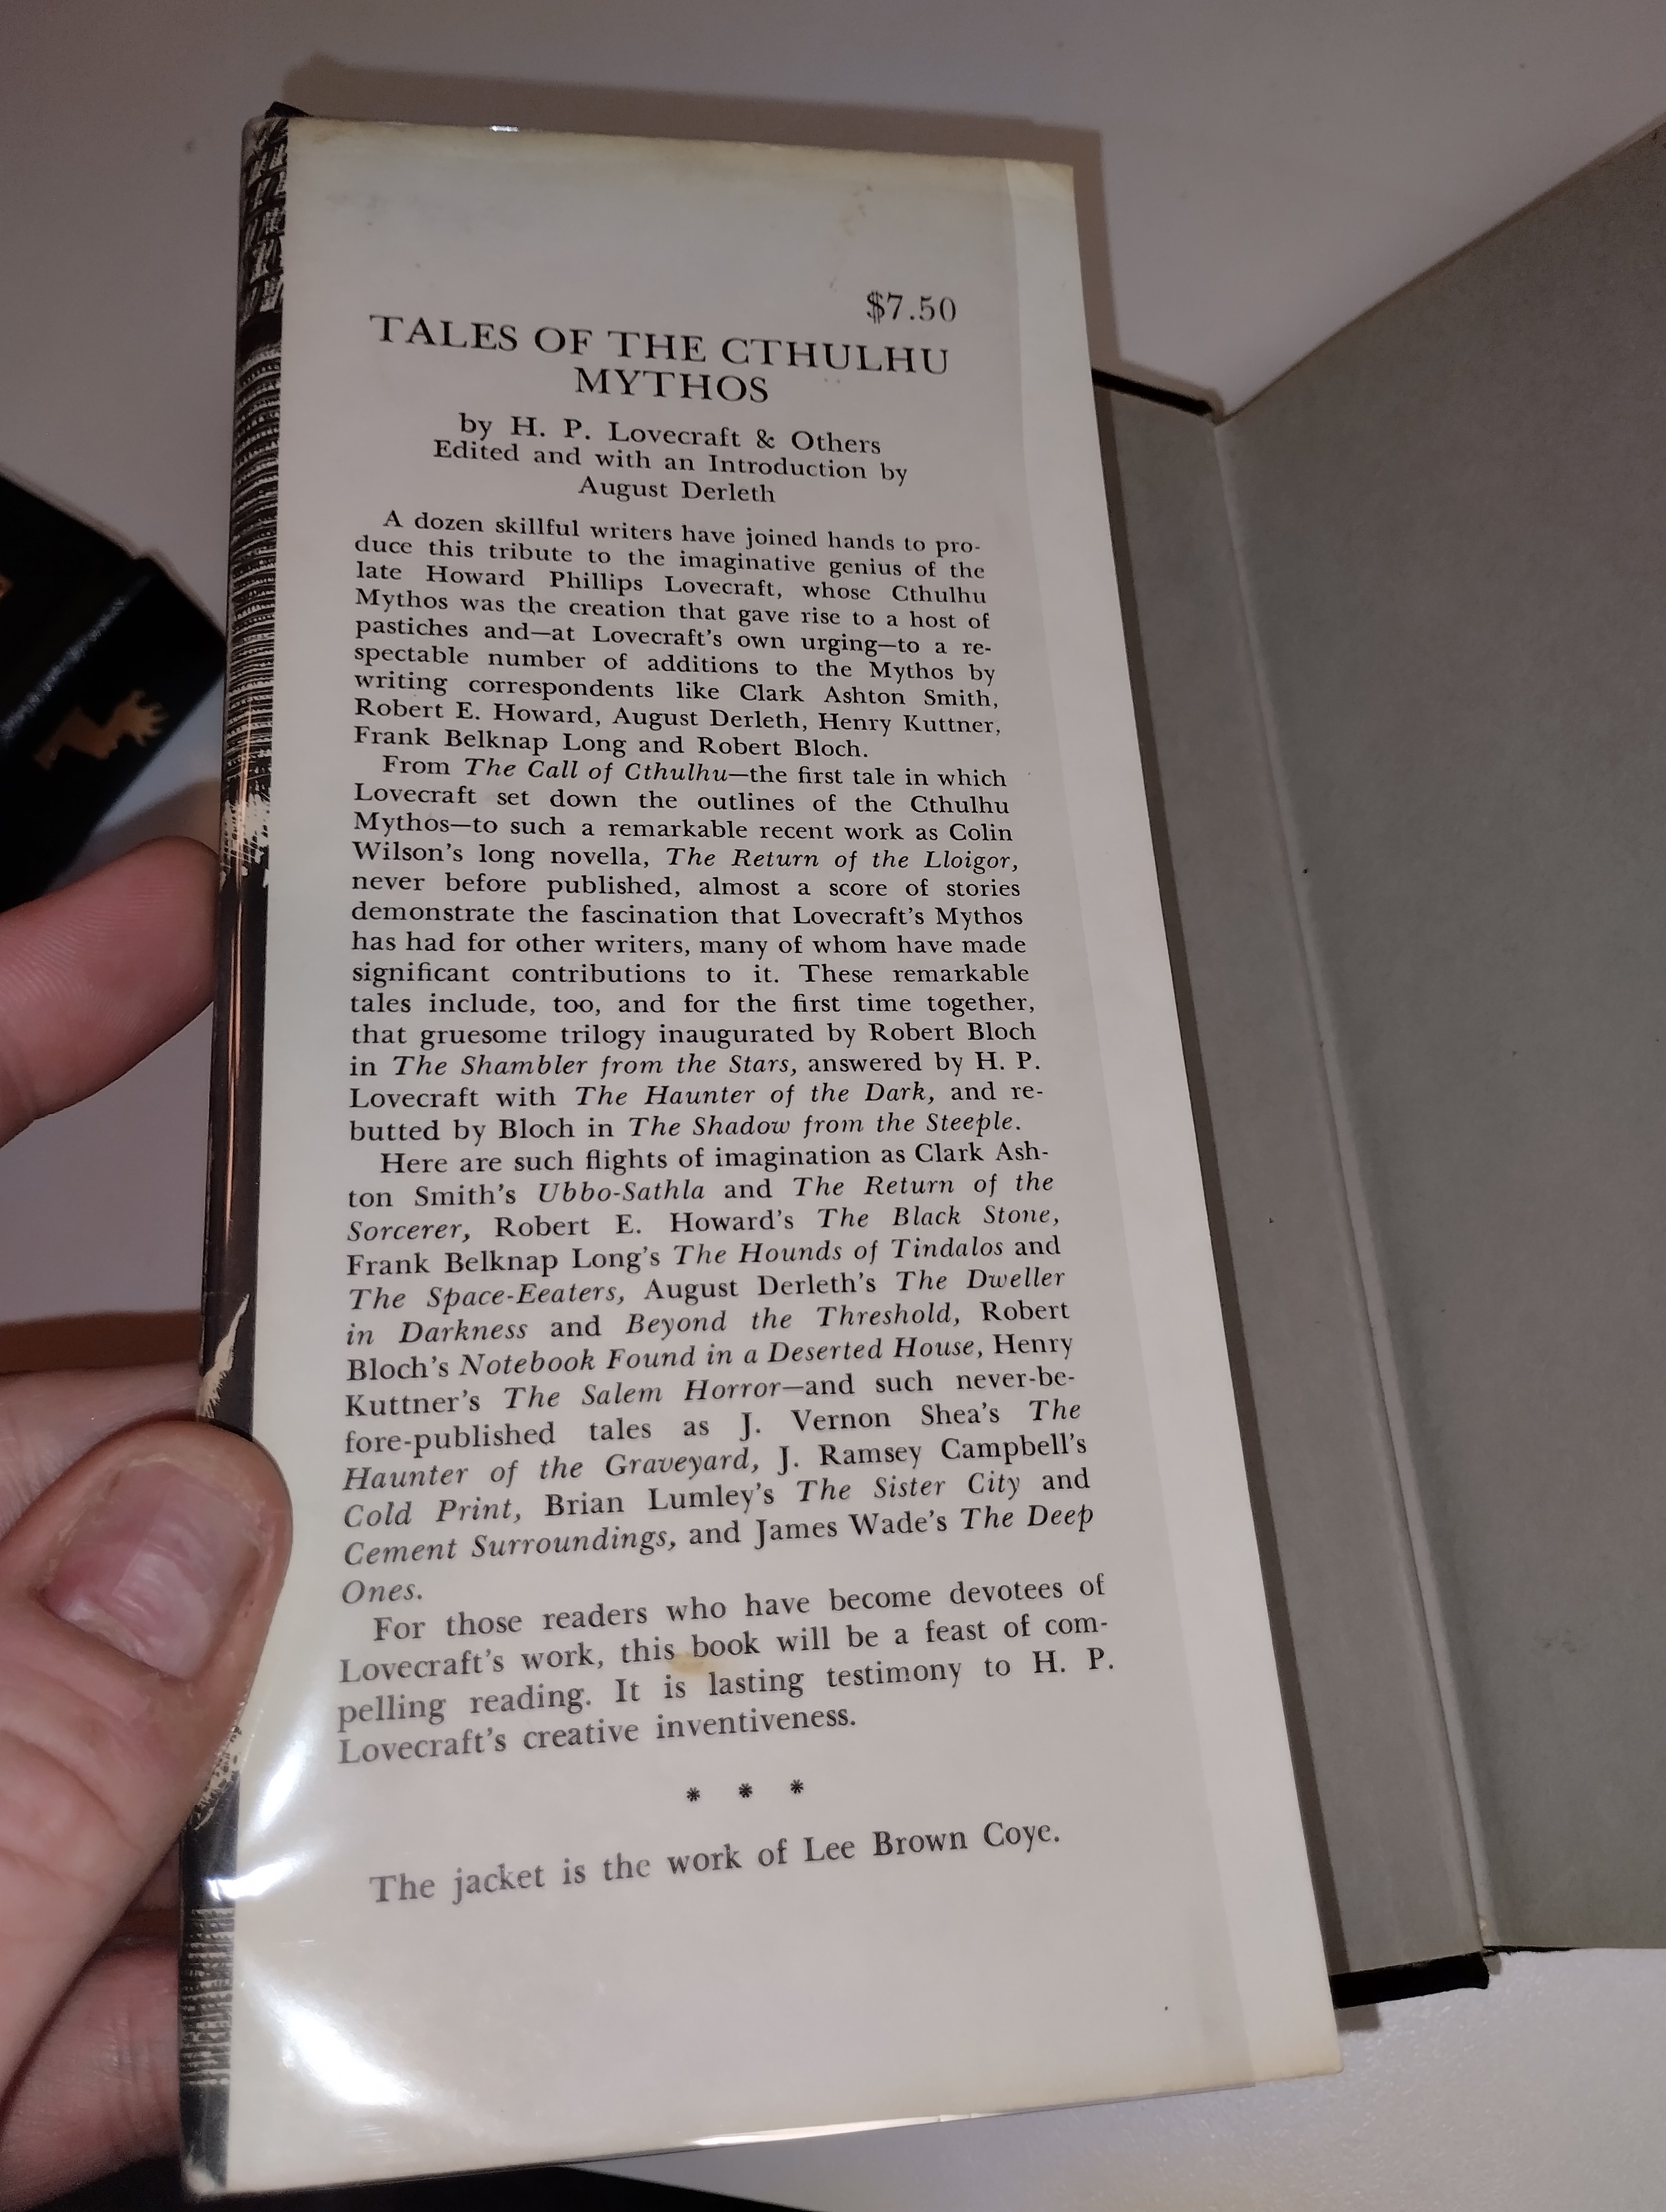 $7.50
TALES OF THE CTHULHU
MYTHOS
by H. P. Lovecraft & Others
Edited and with an Introduction by
August Derleth
A dozen skillful writers have joined hands to pro-
duce this tribute to the imaginative genius of the
late Howard Phillips Lovecraft, whose Cthulhu
Mythos was the creation that gave rise to a host of
pastiches and—at Lovecraft's own urging—to a re-
spectable number of additions to the Mythos by
writing correspondents like Clark Ashton Smith,
Robert E. Howard, August Derleth, Henry Kuttner,
Frank Belknap Long and Robert Bloch.
From The Call of Cthulhu—the first tale in which
Lovecraft set down the outlines of the Cthulhu
Mythos—to such a remarkable recent work as Colin
Wilson's long novella, The Return of the Lloigor,
never before published, almost a score of stories
demonstrate the fascination that Lovecraft's Mythos
has had for other writers, many of whom have made
significant contributions to it. These remarkable
tales include, too, and for the first time together,
that gruesome trilogy inaugurated by Robert Bloch
in The Shambler from the Stars, answered by H. P.
Lovecraft with The Haunter of the Dark, and re-
butted by Bloch in The Shadow from the Steeple.
Here are such flights of imagination as Clark Ash-
ton Smith's Ubbo-Sathla and The Return of the
Sorcerer, Robert E. Howard's The Black Stone,
Frank Belknap Long's The Hounds of Tindalos and
The Space-Eeaters, August Derleth's The Dweller
in Darkness and Beyond the Threshold, Robert
Bloch's Notebook Found in a Deserted House, Henry
Kuttner's The Salem Horror—and such never-be-
fore-published tales as J. Vernon Shea's The
Haunter of the Graveyard, J. Ramsey Campbell's
Cold Print, Brian Lumley's The Sister City and
Cement Surroundings, and James Wade's The Deep
Ones.
For those readers who have become devotees of
Lovecraft's work, this book will be a feast of com-
pelling reading. It is lasting testimony to H. P.
Lovecraft's creative inventiveness.
* * *
The jacket is the work of Lee Brown Coye.